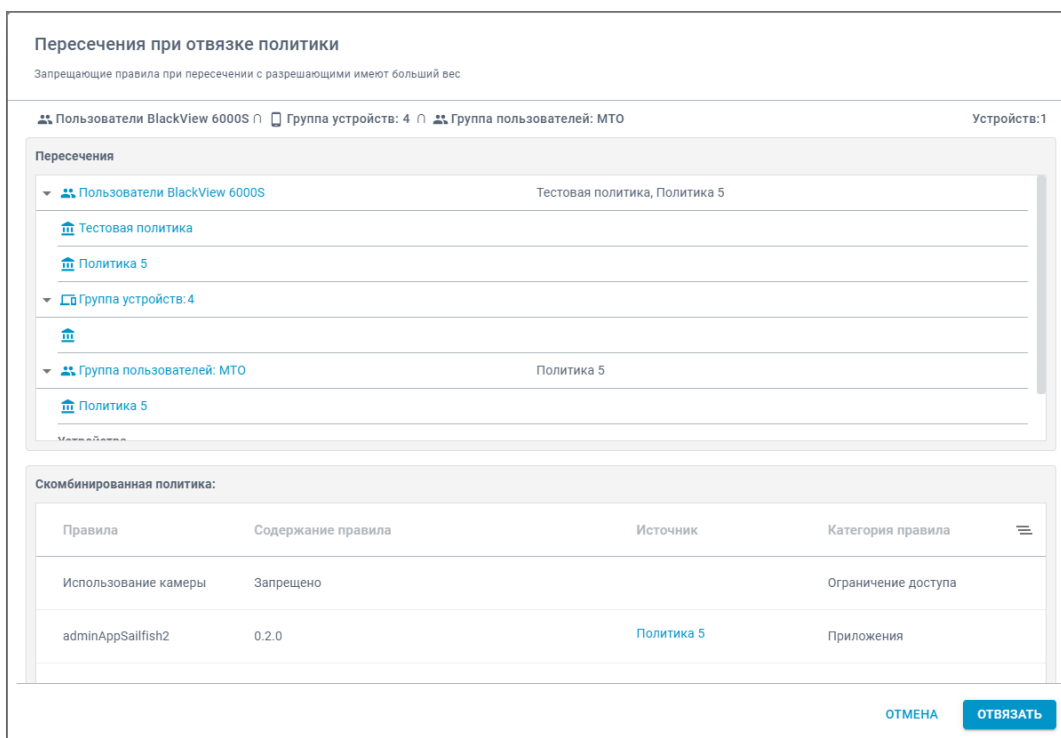 Пересечения при отвязке политики
Запрещающие правила при пересечении с разрешающими имеют больший вес
Пользователи BlackView 6000S ∩ Группа устройств: 4 ∩ Группа пользователей: МТО Устройств:1
Пересечения
Пользователи BlackView 6000S Тестовая политика, Политика 5
Тестовая политика
Политика 5
Группа устройств:4
Группа пользователей: МТО Политика 5
Политика 5
Скомбинированная политика:
Правила Содержание правила Источник Категория правила
Использование камеры Запрещено Ограничение доступа
adminAppSailfish2 0.2.0 Политика 5 Приложения
ОТМЕНА ОТВЯЗАТЬ